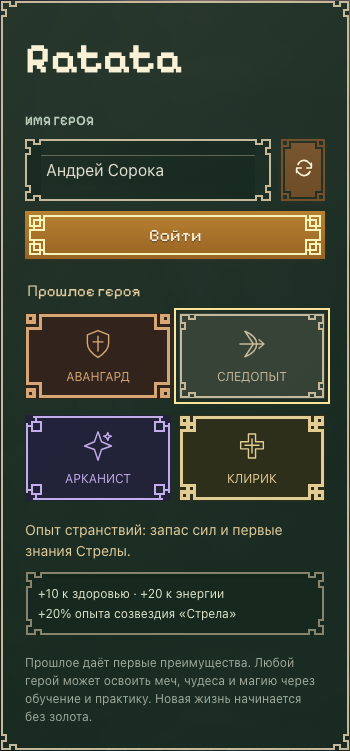 Ratata
ИМЯ ГЕРОЯ
Андрей Сорока
Войти
Прошлое героя
АВАНГАРД
СЛЕДОПЫТ
АРКАНИСТ
КЛИРИК
Опыт странствий: запас сил и первые
знания Стрелы.
+10 к здоровью · +20 к энергии
+20% опыта созвездия «Стрела»
Прошлое даёт первые преимущества. Любой
герой может освоить меч, чудеса и магию через
обучение и практику. Новая жизнь начинается
без золота.